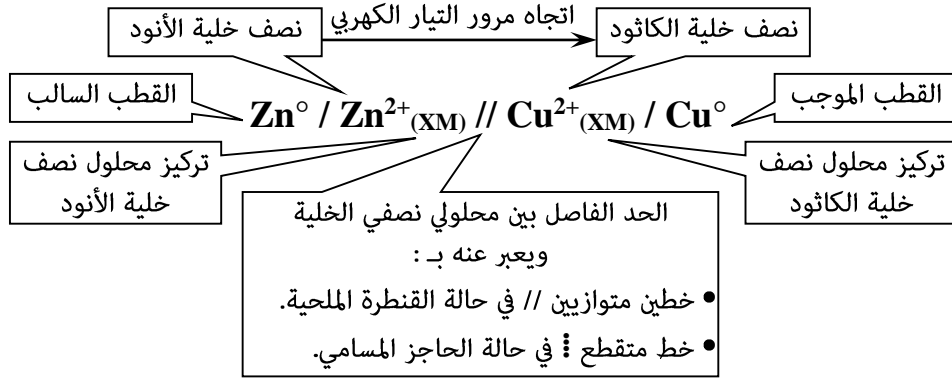 اتجاه مرور التيار الكهربي
نصف خلية الأنود
نصف خلية الكاثود
القطب السالب
القطب الموجب
Zn° / Zn²⁺(XM) // Cu²⁺(XM) / Cu°
تركيز محلول نصف
خلية الأنود
تركيز محلول نصف
خلية الكاثود
الحد الفاصل بين محلولي نصفي الخلية
ويعبر عنه بـ :
• خطين متوازيين // في حالة القنطرة الملحية.
• خط متقطع ⁞ في حالة الحاجز المسامي.